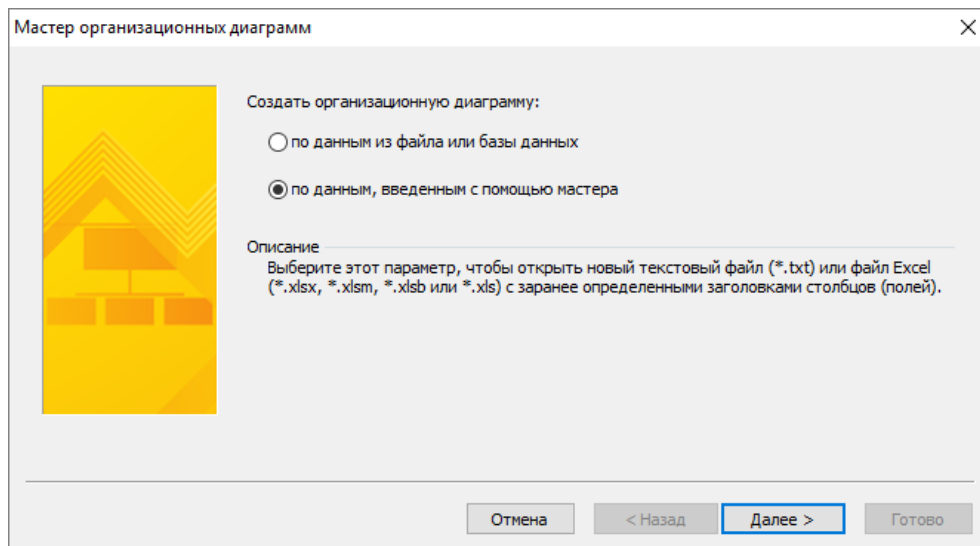 Мастер организационных диаграмм
Создать организационную диаграмму:
по данным из файла или базы данных
по данным, введенным с помощью мастера
Описание
Выберите этот параметр, чтобы открыть новый текстовый файл (*.txt) или файл Excel
(*.xlsx, *.xlsm, *.xlsb или *.xls) с заранее определенными заголовками столбцов (полей).
Отмена < Назад Далее > Готово